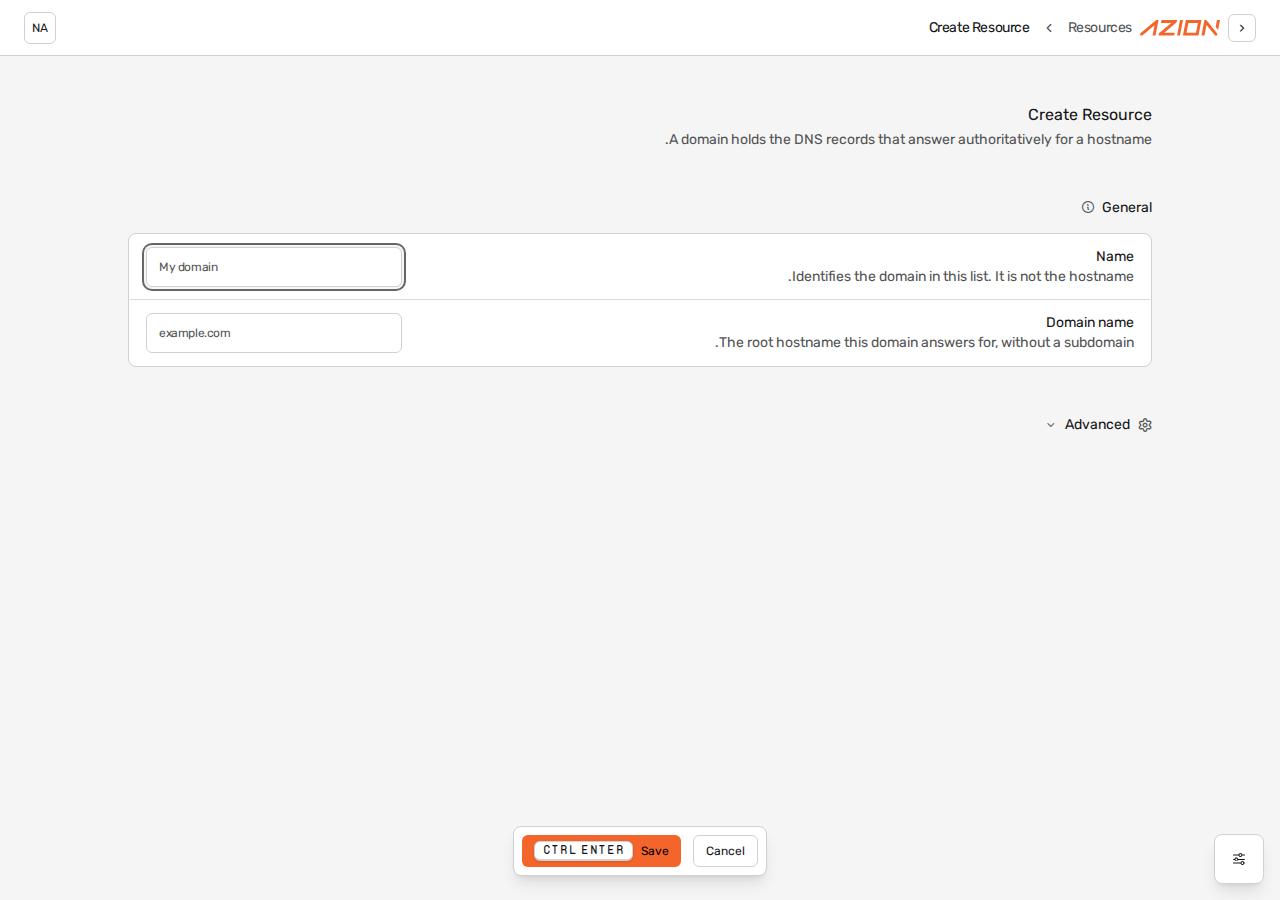 NA
Create Resource
Resources
AZION
Create Resource
.A domain holds the DNS records that answer authoritatively for a hostname
General
Name
.Identifies the domain in this list. It is not the hostname
My domain
Domain name
.The root hostname this domain answers for, without a subdomain
example.com
Advanced
CTRL ENTER Save
Cancel